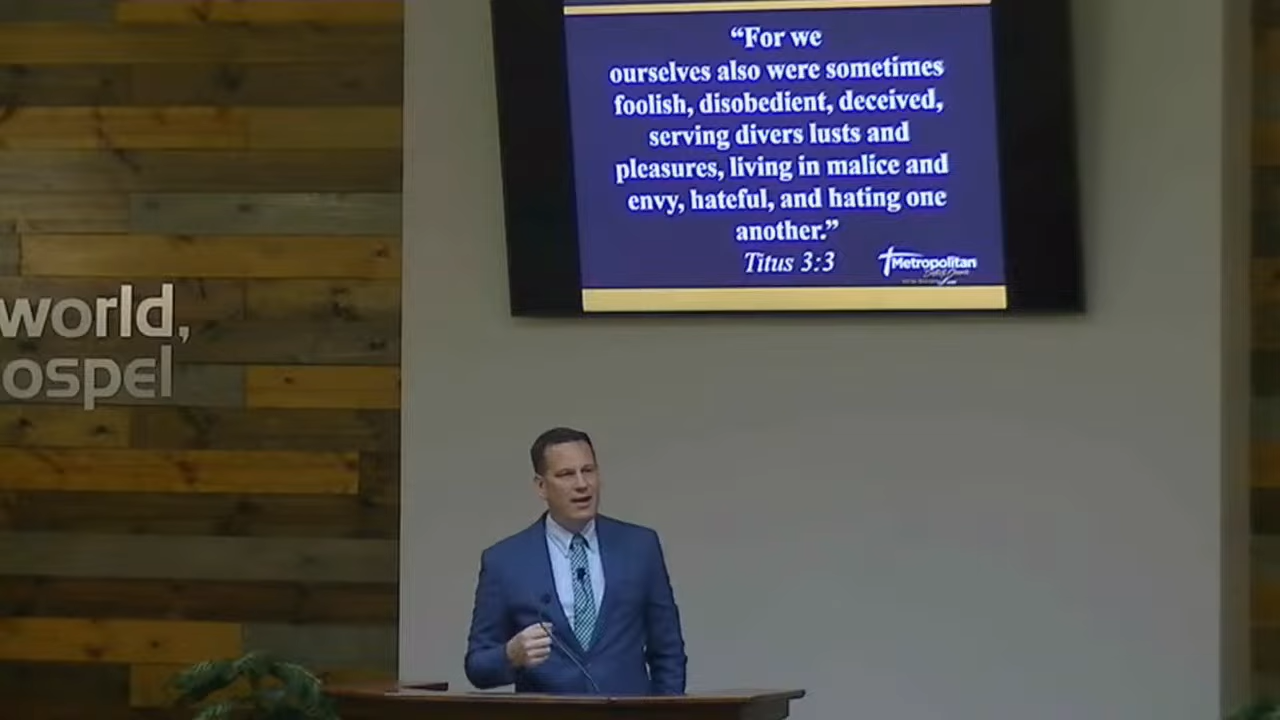 “For we
ourselves also were sometimes
foolish, disobedient, deceived,
serving divers lusts and
pleasures, living in malice and
envy, hateful, and hating one
another.”
Titus 3:3
Metropolitan
world,
ospel